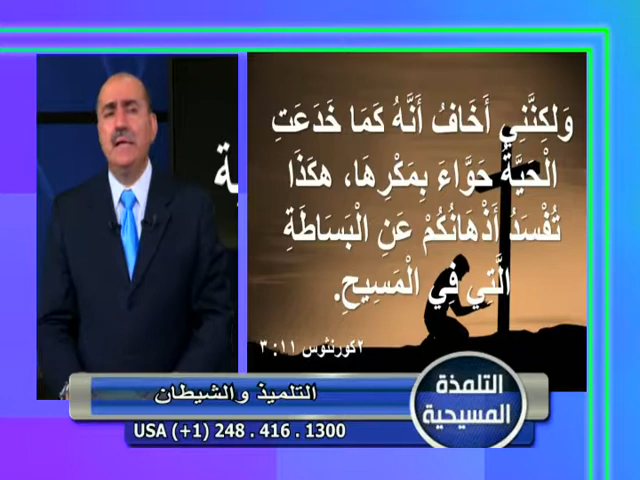 وَلكِنَّنِي أَخَافُ أَنَّهُ كَمَا خَدَعَتِ
الْحَيَّةُ حَوَّاءَ بِمَكْرِهَا، هكَذَا
تُفْسَدُ أَذْهَانُكُمْ عَنِ الْبَسَاطَةِ
الَّتِي فِي الْمَسِيحِ.
٢كورنثوس ١١: ٣
التلميذ والشيطان
التلمذة
المسيحية
USA (+1) 248 . 416 . 1300